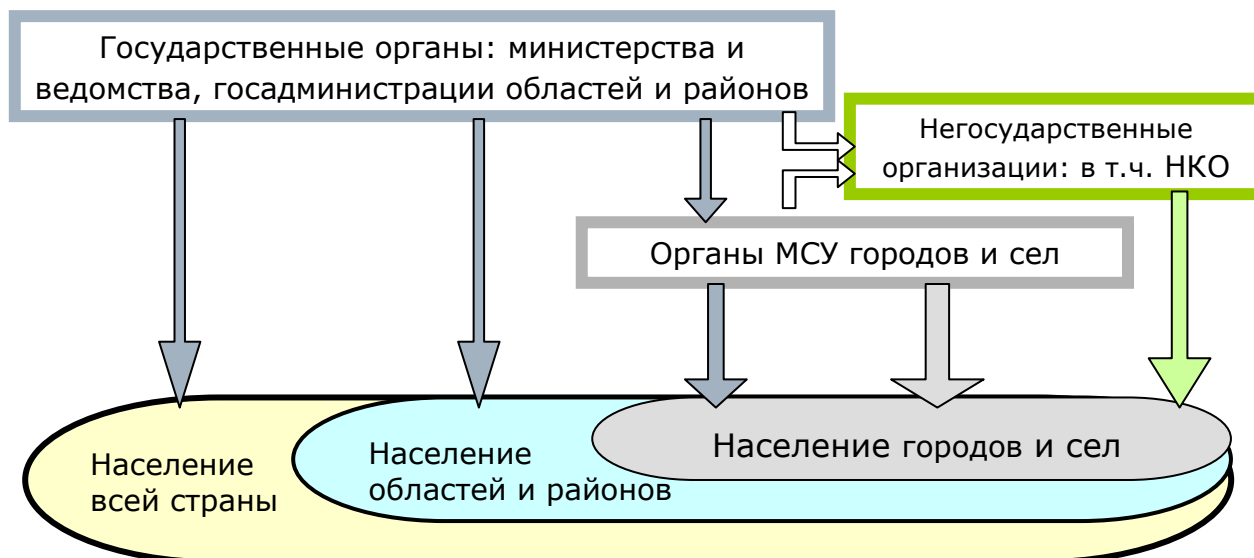 Государственные органы: министерства и
ведомства, госадминистрации областей и районов
Негосударственные
организации: в т.ч. НКО
Органы МСУ городов и сел
Население
всей страны
Население
областей и районов
Население городов и сел